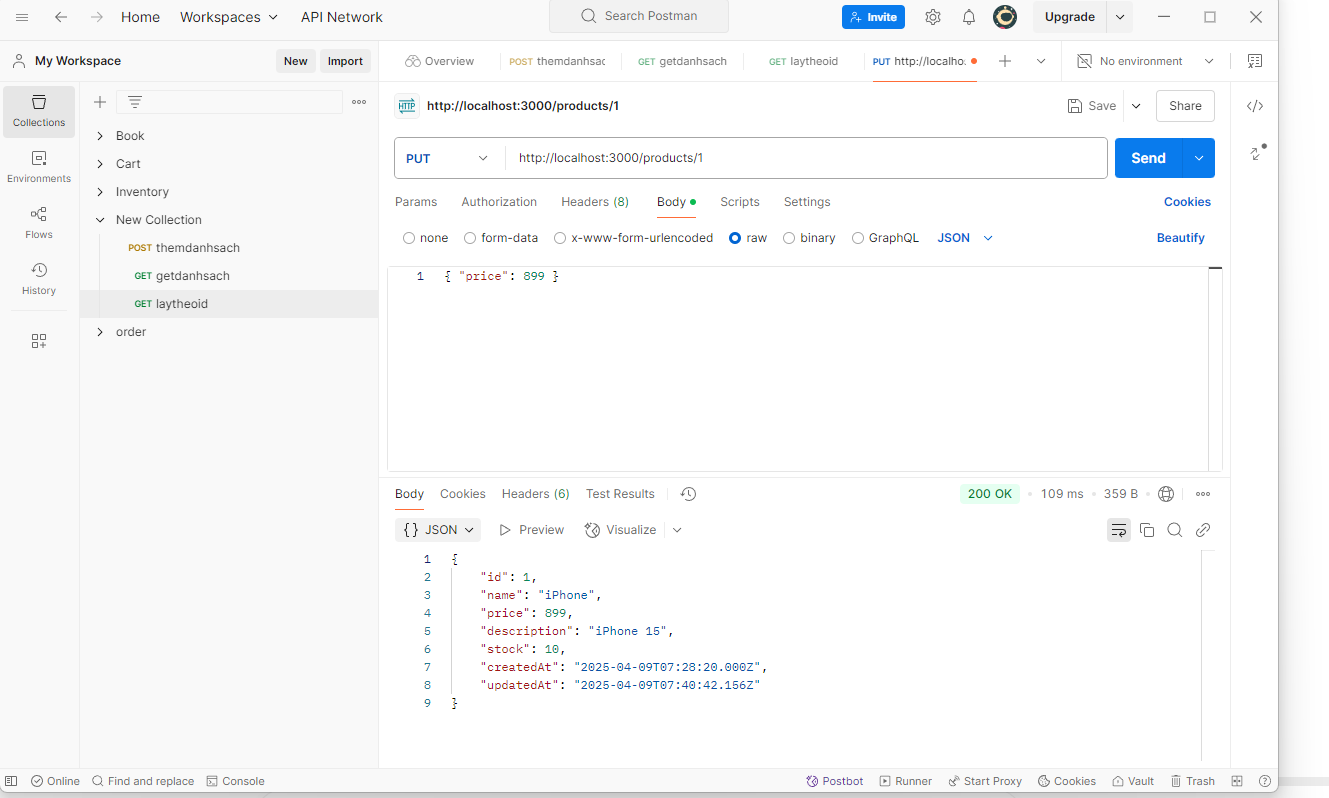 Home Workspaces API Network Search Postman Invite Upgrade
My Workspace New Import Overview POST themdanhsac GET getdanhsach GET laytheoid PUT http://localho: No environment
Collections
Environments
Flows
History
Book
Cart
Inventory
New Collection
POST themdanhsach
GET getdanhsach
GET laytheoid
order
HTTP http://localhost:3000/products/1 Save Share
PUT http://localhost:3000/products/1 Send
Params Authorization Headers (8) Body Scripts Settings Cookies
none form-data x-www-form-urlencoded raw binary GraphQL JSON Beautify
1 { "price": 899 }
Body Cookies Headers (6) Test Results 200 OK • 109 ms • 359 B •
{} JSON Preview Visualize
1 {
2 "id": 1,
3 "name": "iPhone",
4 "price": 899,
5 "description": "iPhone 15",
6 "stock": 10,
7 "createdAt": "2025-04-09T07:28:20.000Z",
8 "updatedAt": "2025-04-09T07:40:42.156Z"
9 }
Online Find and replace Console Postbot Runner Start Proxy Cookies Vault Trash